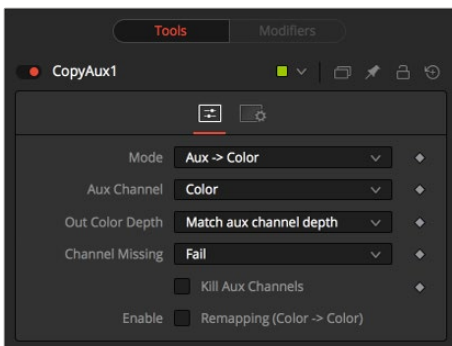 Tools Modifiers
CopyAux1
Mode Aux -> Color
Aux Channel Color
Out Color Depth Match aux channel depth
Channel Missing Fail
Kill Aux Channels
Enable Remapping (Color -> Color)